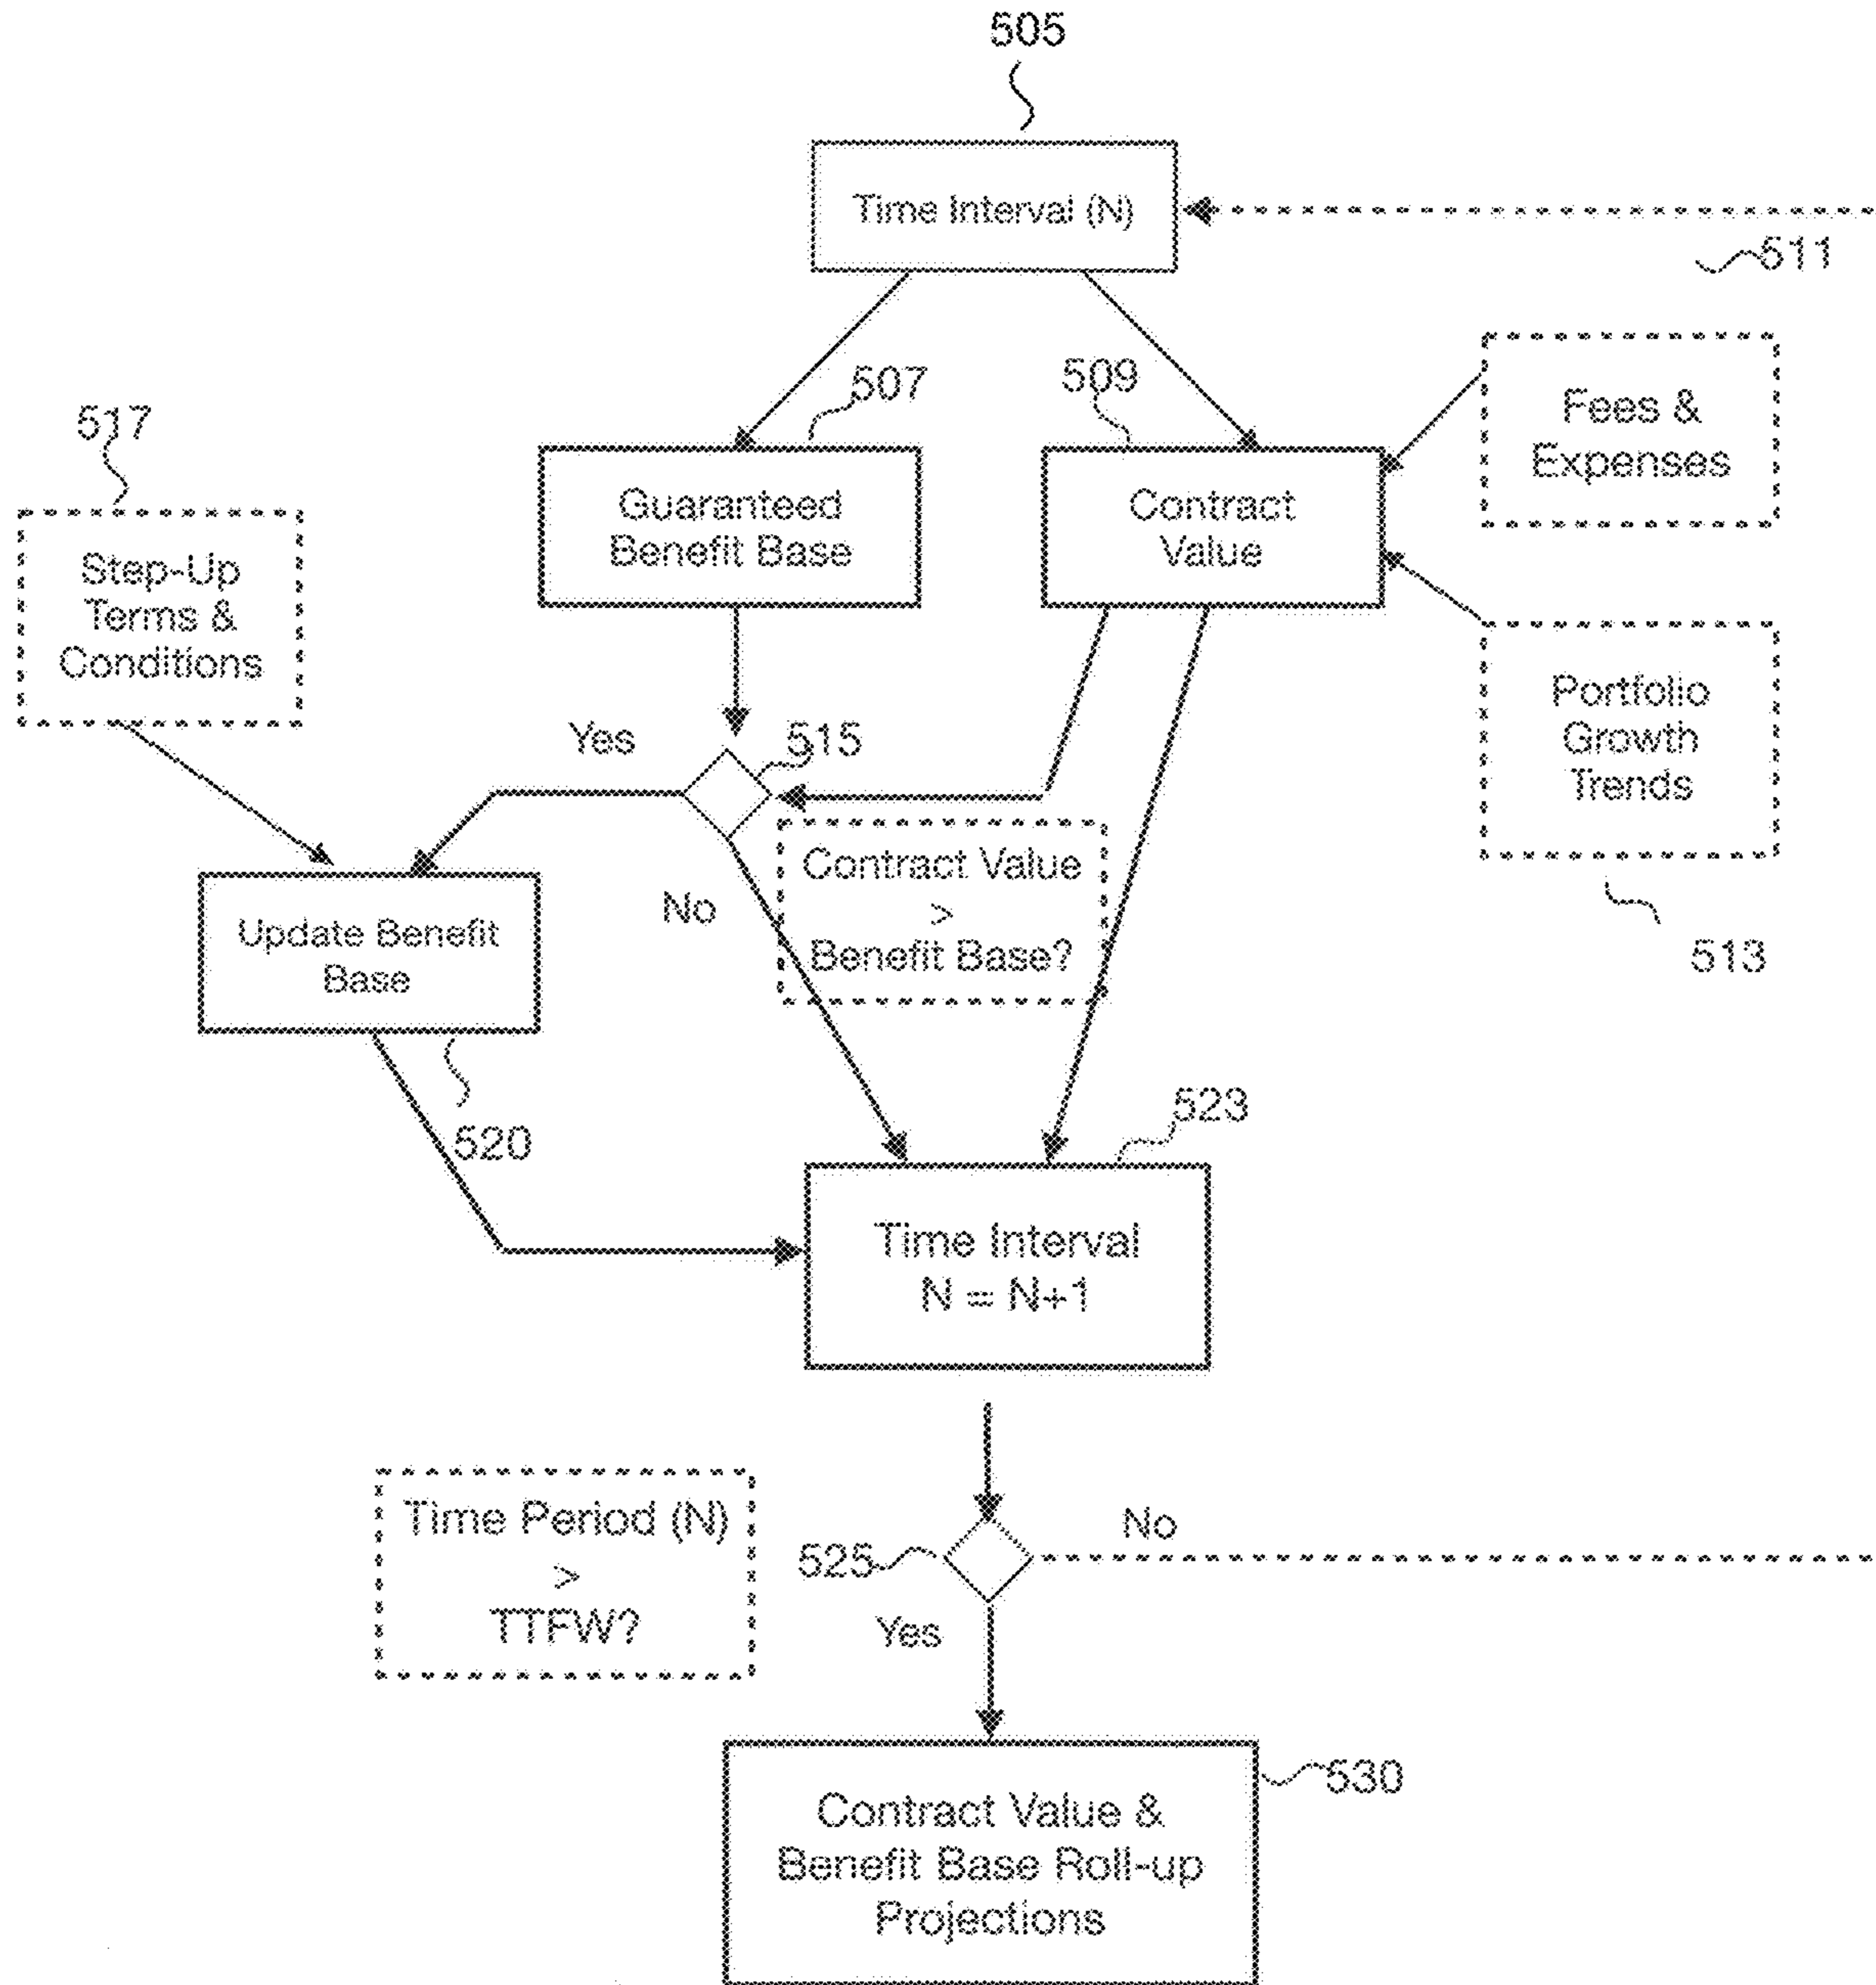 505
Time Interval (N)
511
507
509
Fees &
Expenses
517
Guaranteed
Benefit Base
Contract
Value
Step-Up
Terms &
Conditions
Portfolio
Growth
Trends
Yes
515
Contract Value
>
Benefit Base?
No
Update Benefit
Base
513
520
523
Time Interval
N = N+1
Time Period (N)
>
TTFW?
525
No
Yes
530
Contract Value &
Benefit Base Roll-up
Projections